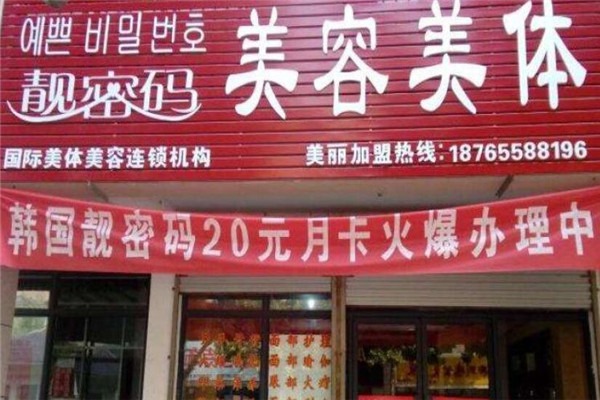 예쁜 비밀번호
靓密码
美容美体
国际美体美容连锁机构
美丽加盟热线:18765588196
韩国靓密码20元月卡火爆办理中